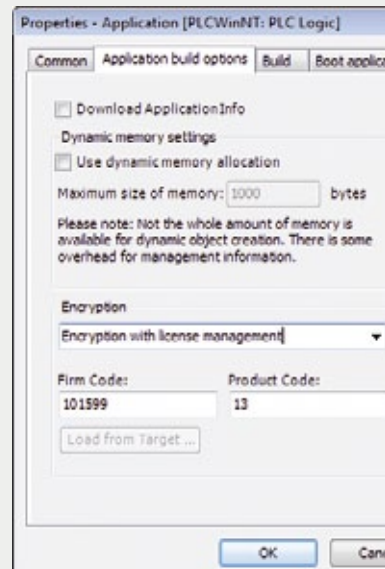 Properties - Application [PLCWinNT: PLC Logic]
Common Application build options Build Boot applica
Download ApplicationInfo
Dynamic memory settings
Use dynamic memory allocation
Maximum size of memory: 1000 bytes
Please note: Not the whole amount of memory is
available for dynamic object creation. There is some
overhead for management information.
Encryption
Encryption with license management
Firm Code: Product Code:
101599 13
Load from Target ...
OK Canc